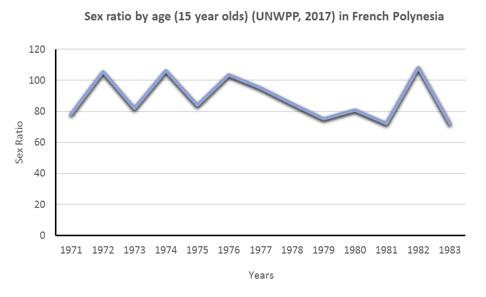 Sex ratio by age (15 year olds) (UNWPP, 2017) in French Polynesia
120
100
80
60
40
20
0
Sex Ratio
1971 1972 1973 1974 1975 1976 1977 1978 1979 1980 1981 1982 1983
Years